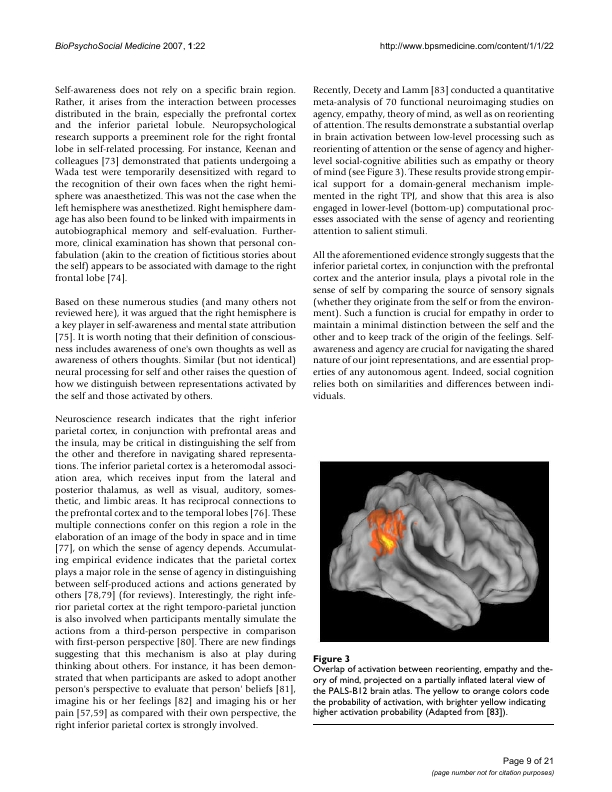 BioPsychoSocial Medicine 2007, 1:22
http://www.bpsmedicine.com/content/1/1/22
Self-awareness does not rely on a specific brain region.
Rather, it arises from the interaction between processes
distributed in the brain, especially the prefrontal cortex
and the inferior parietal lobule. Neuropsychological
research supports a preeminent role for the right frontal
lobe in self-related processing. For instance, Keenan and
colleagues [73] demonstrated that patients undergoing a
Wada test were temporarily desensitized with regard to
the recognition of their own faces when the right hemi-
sphere was anaesthetized. This was not the case when the
left hemisphere was anesthetized. Right hemisphere dam-
age has also been found to be linked with impairments in
autobiographical memory and self-evaluation. Further-
more, clinical examination has shown that personal con-
fabulation (akin to the creation of fictitious stories about
the self) appears to be associated with damage to the right
frontal lobe [74].
Based on these numerous studies (and many others not
reviewed here), it was argued that the right hemisphere is
a key player in self-awareness and mental state attribution
[75]. It is worth noting that their definition of conscious-
ness includes awareness of one's own thoughts as well as
awareness of others thoughts. Similar (but not identical)
neural processing for self and other raises the question of
how we distinguish between representations activated by
the self and those activated by others.
Neuroscience research indicates that the right inferior
parietal cortex, in conjunction with prefrontal areas and
the insula, may be critical in distinguishing the self from
the other and therefore in navigating shared representa-
tions. The inferior parietal cortex is a heteromodal associ-
ation area, which receives input from the lateral and
posterior thalamus, as well as visual, auditory, somes-
thetic, and limbic areas. It has reciprocal connections to
the prefrontal cortex and to the temporal lobes [76]. These
multiple connections confer on this region a role in the
elaboration of an image of the body in space and in time
[77], on which the sense of agency depends. Accumulat-
ing empirical evidence indicates that the parietal cortex
plays a major role in the sense of agency in distinguishing
between self-produced actions and actions generated by
others [78,79] (for reviews). Interestingly, the right infe-
rior parietal cortex at the right temporo-parietal junction
is also involved when participants mentally simulate the
actions from a third-person perspective in comparison
with first-person perspective [80]. There are new findings
suggesting that this mechanism is also at play during
thinking about others. For instance, it has been demon-
strated that when participants are asked to adopt another
person's perspective to evaluate that person' beliefs [81],
imagine his or her feelings [82] and imaging his or her
pain [57,59] as compared with their own perspective, the
right inferior parietal cortex is strongly involved.
Recently, Decety and Lamm [83] conducted a quantitative
meta-analysis of 70 functional neuroimaging studies on
agency, empathy, theory of mind, as well as on reorienting
of attention. The results demonstrate a substantial overlap
in brain activation between low-level processing such as
reorienting of attention or the sense of agency and higher-
level social-cognitive abilities such as empathy or theory
of mind (see Figure 3). These results provide strong empir-
ical support for a domain-general mechanism imple-
mented in the right TPJ, and show that this area is also
engaged in lower-level (bottom-up) computational proc-
esses associated with the sense of agency and reorienting
attention to salient stimuli.
All the aforementioned evidence strongly suggests that the
inferior parietal cortex, in conjunction with the prefrontal
cortex and the anterior insula, plays a pivotal role in the
sense of self by comparing the source of sensory signals
(whether they originate from the self or from the environ-
ment). Such a function is crucial for empathy in order to
maintain a minimal distinction between the self and the
other and to keep track of the origin of the feelings. Self-
awareness and agency are crucial for navigating the shared
nature of our joint representations, and are essential prop-
erties of any autonomous agent. Indeed, social cognition
relies both on similarities and differences between indi-
viduals.
Figure 3
Overlap of activation between reorienting, empathy and the-
ory of mind, projected on a partially inflated lateral view of
the PALS-B12 brain atlas. The yellow to orange colors code
the probability of activation, with brighter yellow indicating
higher activation probability (Adapted from [83]).
Page 9 of 21
(page number not for citation purposes)